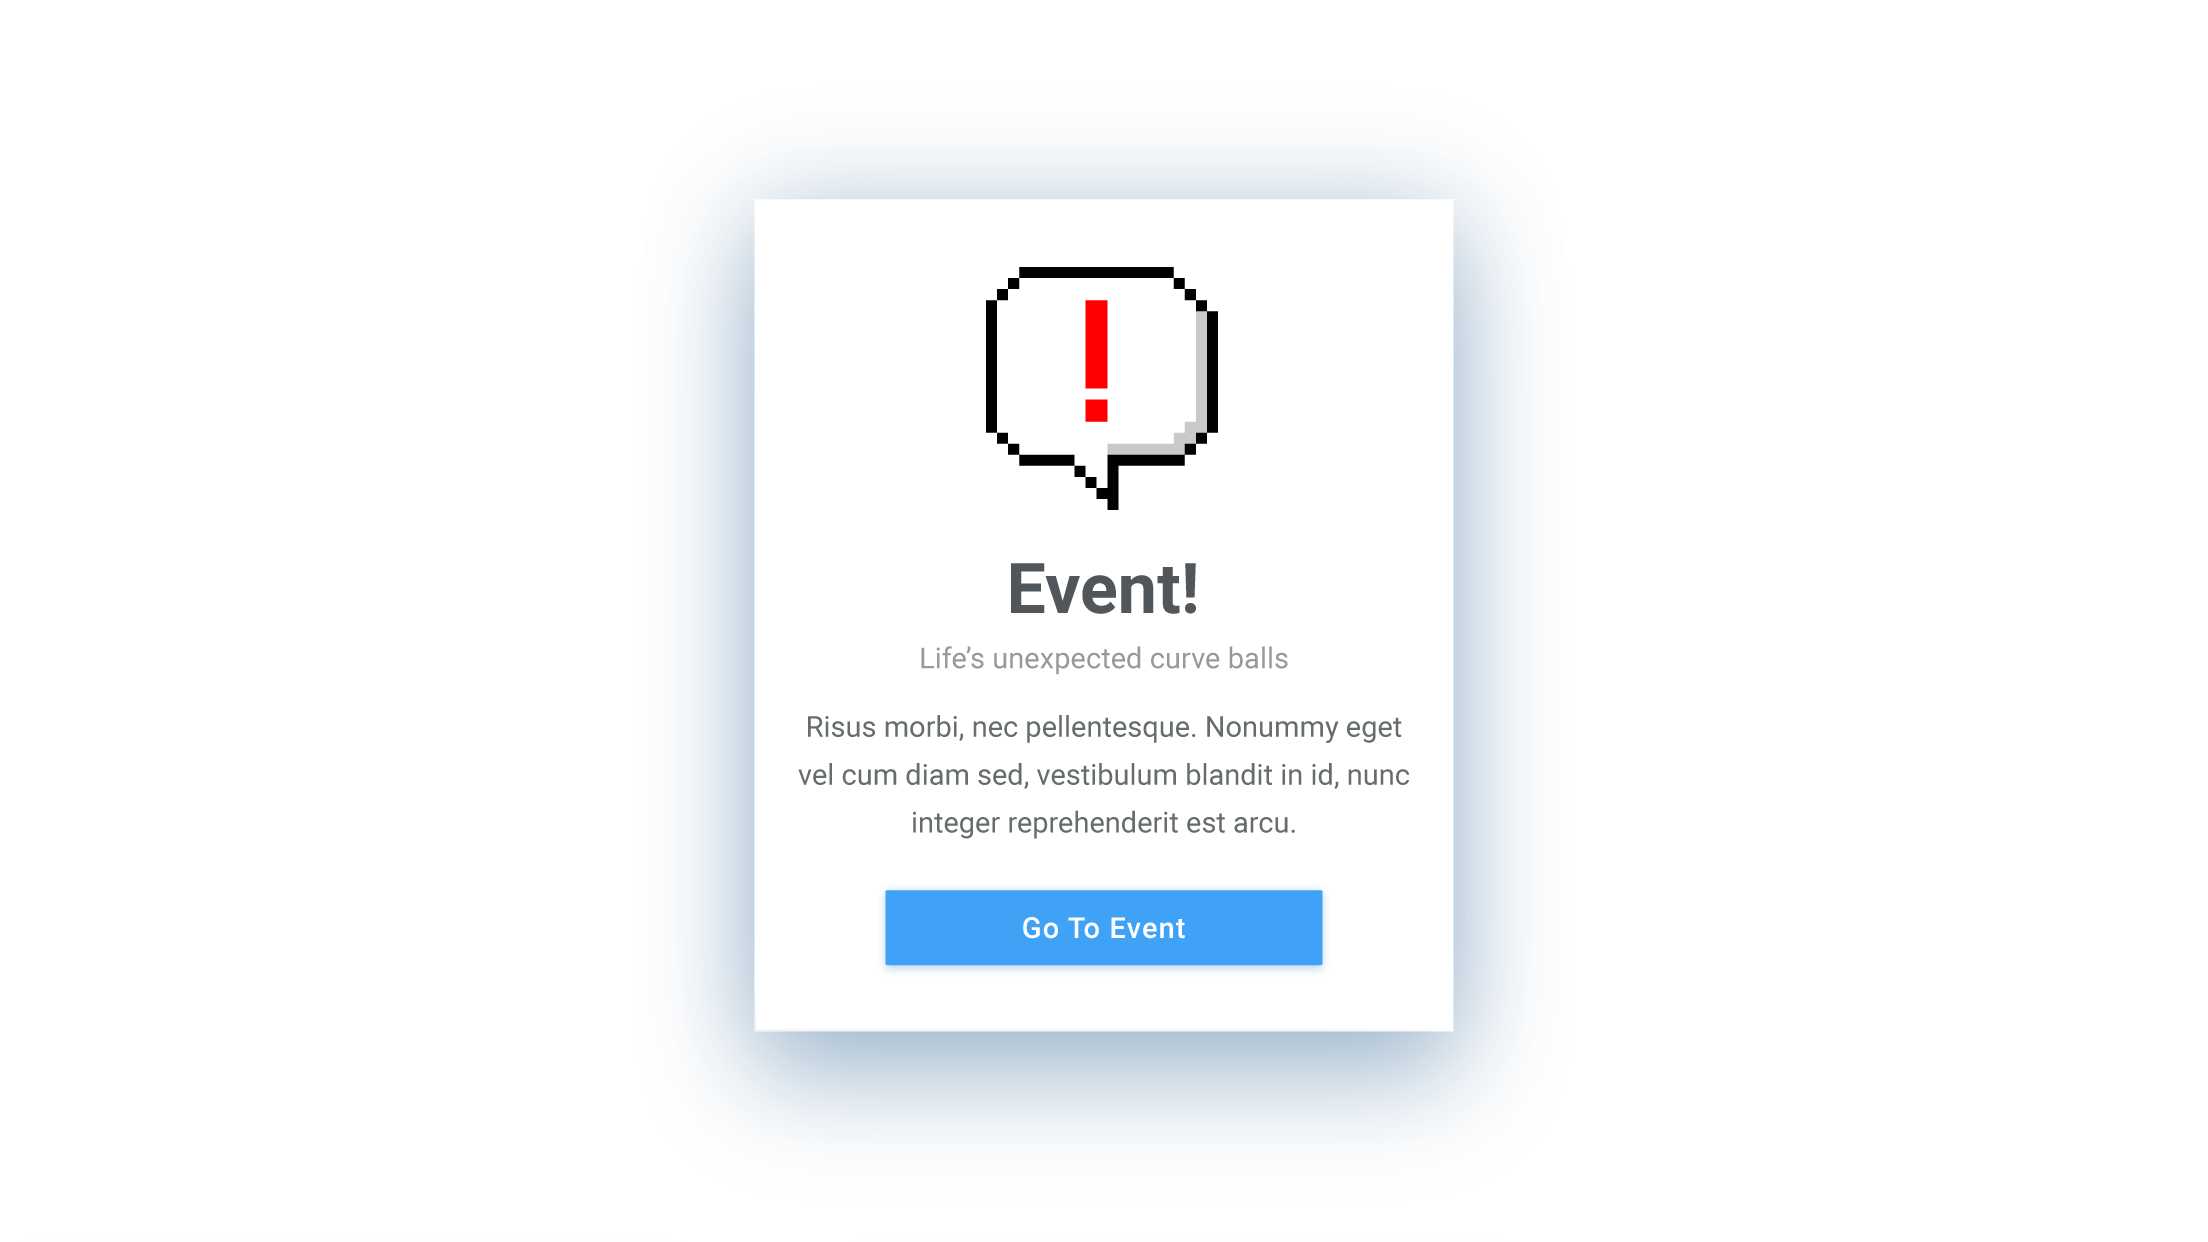 !
Event!
Life’s unexpected curve balls
Risus morbi, nec pellentesque. Nonummy eget
vel cum diam sed, vestibulum blandit in id, nunc
integer reprehenderit est arcu.
Go To Event